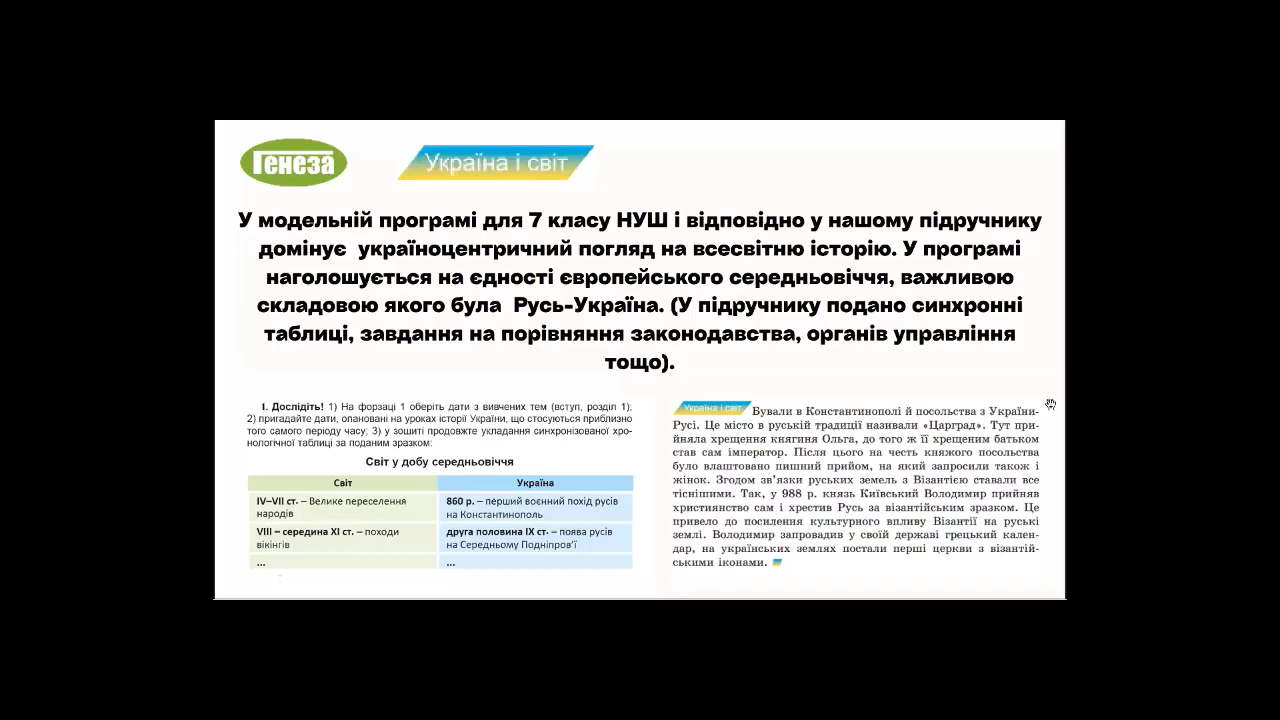 Генеза
Україна і світ
У модельній програмі для 7 класу НУШ і відповідно у нашому підручнику
домінує україноцентричний погляд на всесвітню історію. У програмі
наголошується на єдності європейського середньовіччя, важливою
складовою якого була Русь-Україна. (У підручнику подано синхронні
таблиці, завдання на порівняння законодавства, органів управління
тощо).
І. Дослідіть! 1) На форзаці 1 оберіть дати з вивчених тем (вступ, розділ 1);
2) пригадайте дати, опановані на уроках історії України, що стосуються приблизно
того самого періоду часу; 3) у зошиті продовжте укладання синхронізованої хро-
нологічної таблиці за поданим зразком:
Світ у добу середньовіччя
Світ Україна
IV–VII ст. – Велике переселення
народів
860 р. – перший воєнний похід русів
на Константинополь
VIII – середина XI ст. – походи
вікінгів
друга половина IX ст. – поява русів
на Середньому Подніпров'ї
... ...
Україна і світ Бували в Константинополі й посольства з України-
Русі. Це місто в руській традиції називали «Царград». Тут при-
йняла хрещення княгиня Ольга, до того ж її хрещеним батьком
став сам імператор. Після цього на честь княжого посольства
було влаштовано пишний прийом, на який запросили також і
жінок. Згодом зв'язки руських земель з Візантією ставали все
тіснішими. Так, у 988 р. князь Київський Володимир прийняв
християнство сам і хрестив Русь за візантійським зразком. Це
привело до посилення культурного впливу Візантії на руські
землі. Володимир запровадив у своїй державі грецький кален-
дар, на українських землях постали перші церкви з візантій-
ськими іконами.